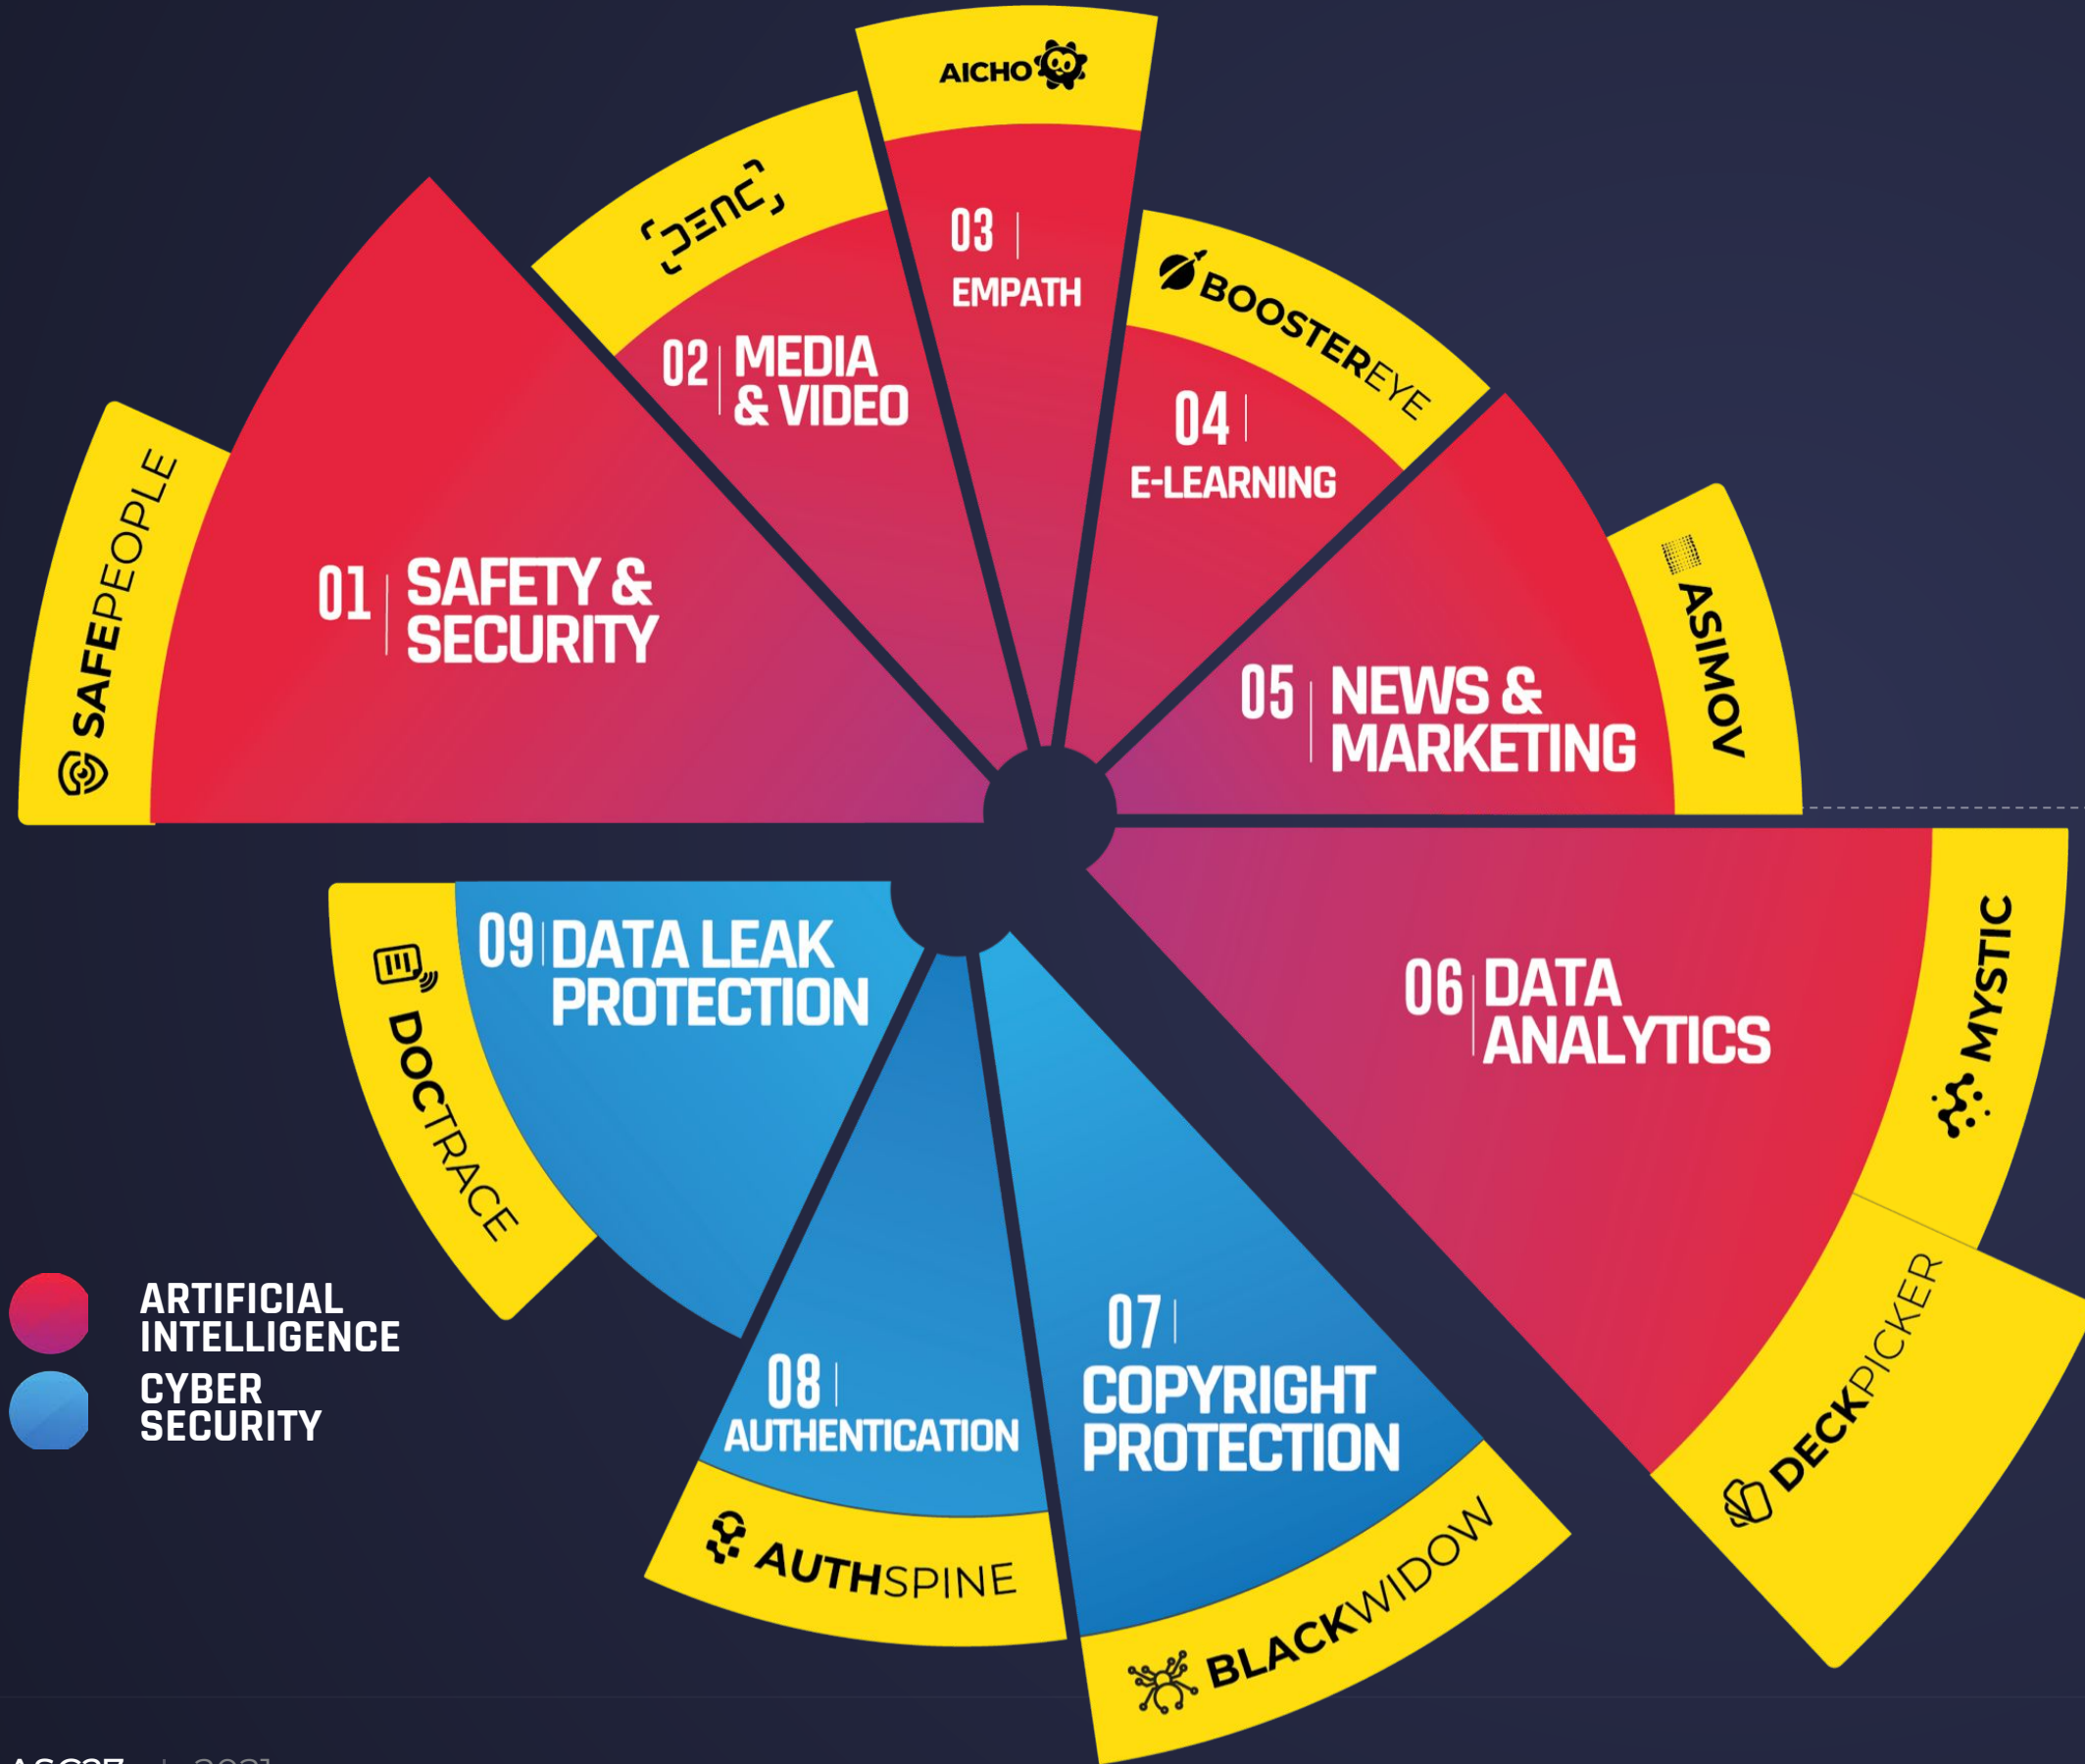 AICHO
DENC
03
EMPATH
BOOSTEREYE
02 MEDIA
& VIDEO
04
E-LEARNING
SAFEPEOPLE
01 SAFETY &
SECURITY
ASIMOV
05 NEWS &
MARKETING
09 DATA LEAK
PROTECTION
DOCTRACE
06 DATA
ANALYTICS
MYSTIC
DECKPICKER
ARTIFICIAL
INTELLIGENCE
CYBER
SECURITY
07
COPYRIGHT
PROTECTION
08
AUTHENTICATION
AUTHSPINE
BLACKWIDOW
ASC27 | 2021